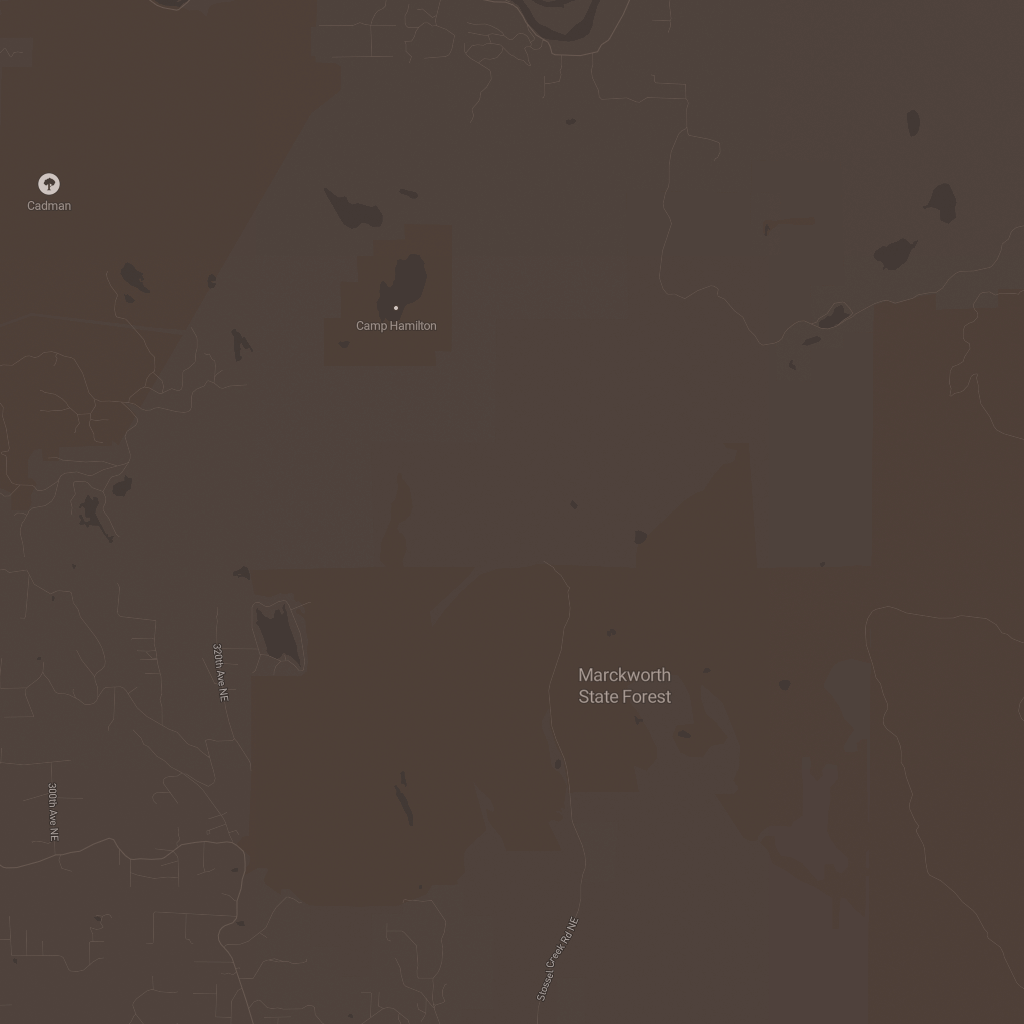 Cadman
Camp Hamilton
320th Ave NE
Marckworth
State Forest
300th Ave NE
Stossel Creek Rd NE